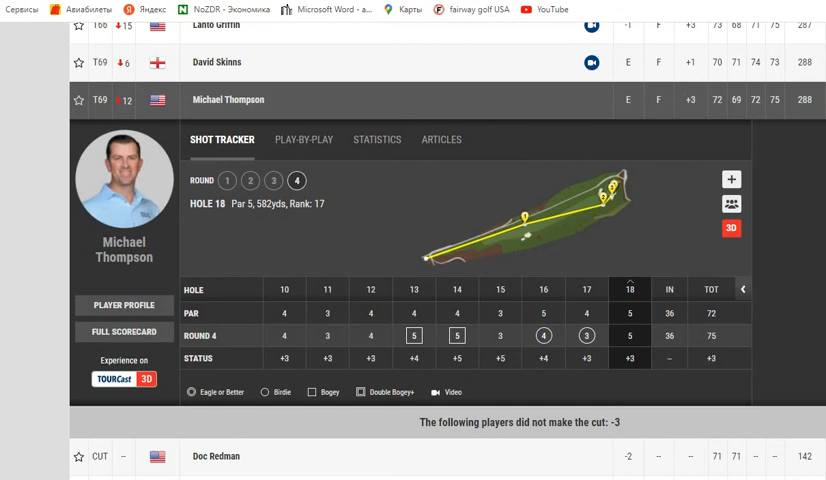 Сервисы Авиабилеты Яндекс NoZDR - Экономика Microsoft Word - a... Карты fairway golf USA YouTube
T66 15 Lanto Griffin -1 F +3 73 68 71 75 287
T69 6 David Skinns E F +1 70 71 74 73 288
T69 12 Michael Thompson E F +3 72 69 72 75 288
SHOT TRACKER PLAY-BY-PLAY STATISTICS ARTICLES
ROUND 1 2 3 4
HOLE 18 Par 5, 582yds, Rank: 17
1
3D
Michael
Thompson
PLAYER PROFILE
FULL SCORECARD
Experience on
TOURCast 3D
HOLE 10 11 12 13 14 15 16 17 18 IN TOT
PAR 4 3 4 4 4 3 5 4 5 36 72
ROUND 4 4 3 4 5 5 3 4 3 5 36 75
STATUS +3 +3 +3 +4 +5 +5 +4 +3 +3 -- +3
Eagle or Better Birdie Bogey Double Bogey+ Video
The following players did not make the cut: -3
CUT -- Doc Redman -2 -- -- 71 71 -- -- 142